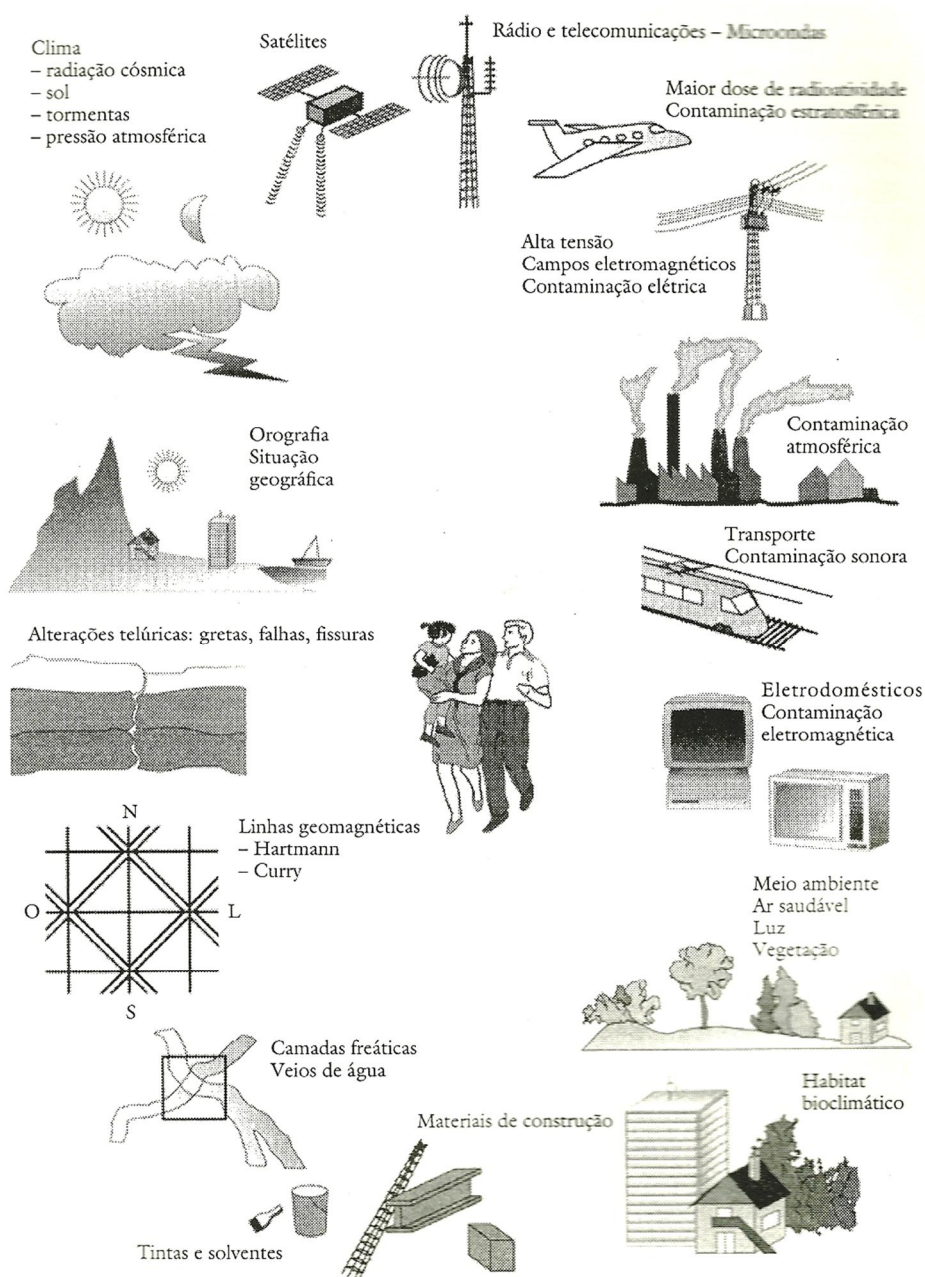 Clima
– radiação cósmica
– sol
– tormentas
– pressão atmosférica
Satélites
Rádio e telecomunicações – Microondas
Maior dose de radioatividade
Contaminação estratosférica
Alta tensão
Campos eletromagnéticos
Contaminação elétrica
Orografia
Situação
geográfica
Contaminação
atmosférica
Transporte
Contaminação sonora
Alterações telúricas: gretas, falhas, fissuras
Eletrodomésticos
Contaminação
eletromagnética
N
O
L
S
Linhas geomagnéticas
– Hartmann
– Curry
Meio ambiente
Ar saudável
Luz
Vegetação
Camadas freáticas
Veios de água
Materiais de construção
Habitat
bioclimático
Tintas e solventes